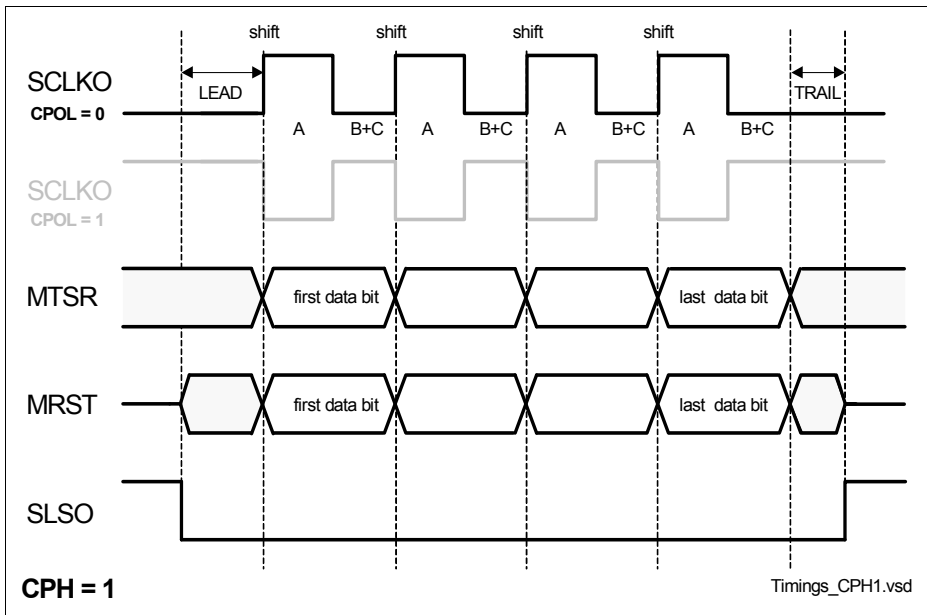 shift shift shift shift
SCLKO
CPOL = 0
LEAD
TRAIL
A B+C A B+C A B+C A B+C
SCLKO
CPOL = 1
MTSR
first data bit
last data bit
MRST
first data bit
last data bit
SLSO
CPH = 1
Timings_CPH1.vsd